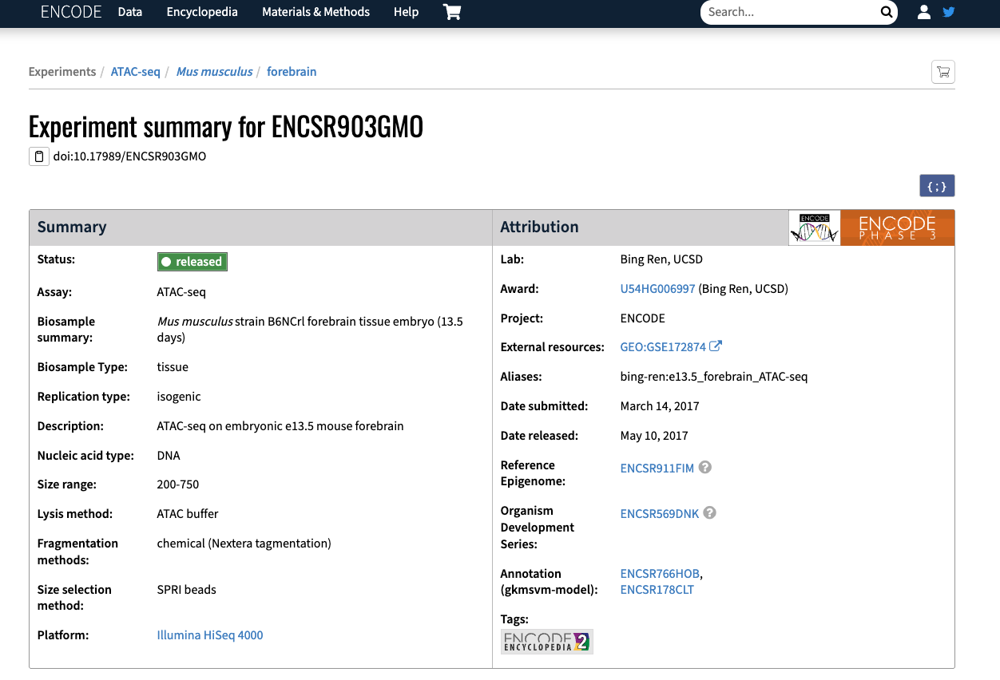 ENCODE Data Encyclopedia Materials & Methods Help Search...
Experiments / ATAC-seq / Mus musculus / forebrain
Experiment summary for ENCSR903GMO
doi:10.17989/ENCSR903GMO
{ ; }
Summary
Status: released
Assay: ATAC-seq
Biosample summary: Mus musculus strain B6NCrl forebrain tissue embryo (13.5
days)
Biosample Type: tissue
Replication type: isogenic
Description: ATAC-seq on embryonic e13.5 mouse forebrain
Nucleic acid type: DNA
Size range: 200-750
Lysis method: ATAC buffer
Fragmentation methods: chemical (Nextera tagmentation)
Size selection method: SPRI beads
Platform: Illumina HiSeq 4000
Attribution
ENCODE
ENCODE
PHASE 3
Lab: Bing Ren, UCSD
Award: U54HG006997 (Bing Ren, UCSD)
Project: ENCODE
External resources: GEO:GSE172874
Aliases: bing-ren:e13.5_forebrain_ATAC-seq
Date submitted: March 14, 2017
Date released: May 10, 2017
Reference Epigenome: ENCSR911FIM ?
Organism Development Series: ENCSR569DNK ?
Annotation (gkmsvm-model): ENCSR766HOB,
ENCSR178CLT
Tags:
ENCODE
ENCYCLOPEDIA 2